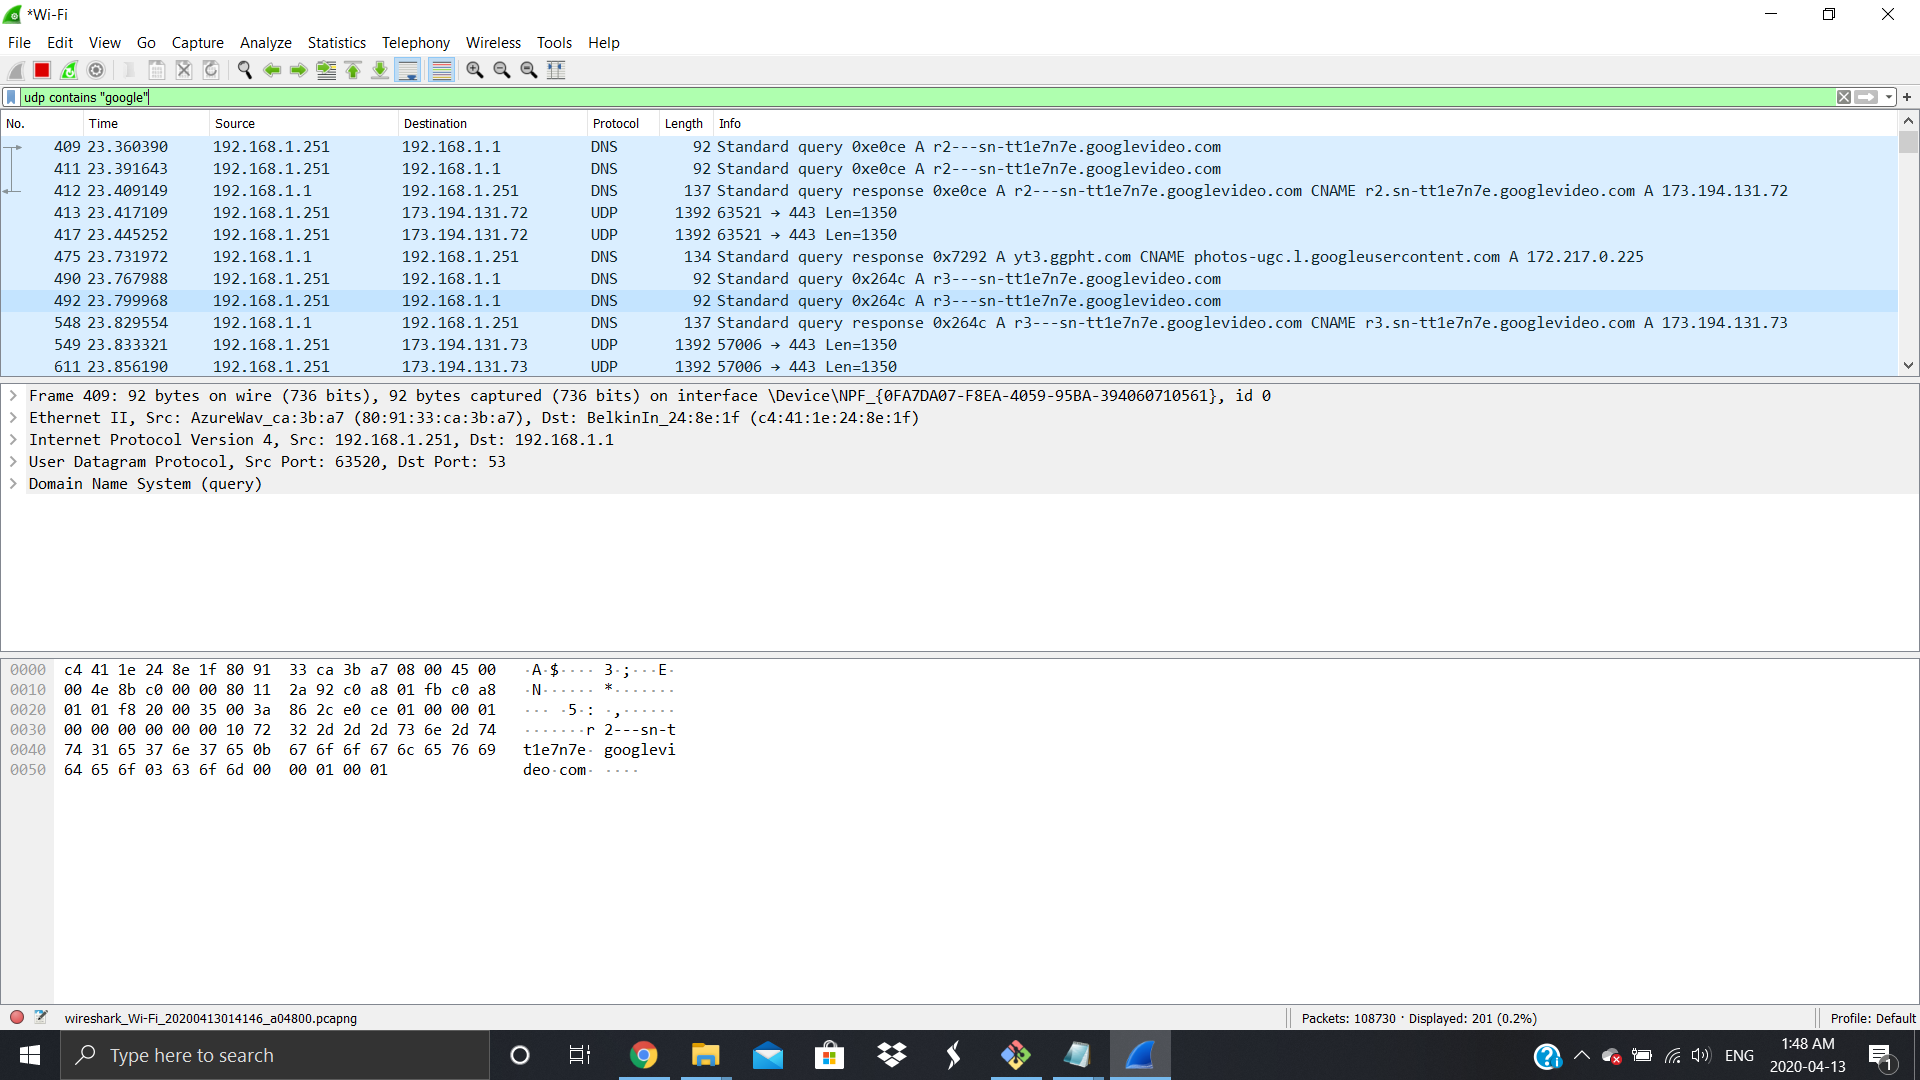 *Wi-Fi
File Edit View Go Capture Analyze Statistics Telephony Wireless Tools Help
udp contains "google"
No. Time Source Destination Protocol Length Info
409 23.360390 192.168.1.251 192.168.1.1 DNS 92 Standard query 0xe0ce A r2---sn-tt1e7n7e.googlevideo.com
411 23.391643 192.168.1.251 192.168.1.1 DNS 92 Standard query 0xe0ce A r2---sn-tt1e7n7e.googlevideo.com
412 23.409149 192.168.1.1 192.168.1.251 DNS 137 Standard query response 0xe0ce A r2---sn-tt1e7n7e.googlevideo.com CNAME r2.sn-tt1e7n7e.googlevideo.com A 173.194.131.72
413 23.417109 192.168.1.251 173.194.131.72 UDP 1392 63521 → 443 Len=1350
417 23.445252 192.168.1.251 173.194.131.72 UDP 1392 63521 → 443 Len=1350
475 23.731972 192.168.1.1 192.168.1.251 DNS 134 Standard query response 0x7292 A yt3.ggpht.com CNAME photos-ugc.l.googleusercontent.com A 172.217.0.225
490 23.767988 192.168.1.251 192.168.1.1 DNS 92 Standard query 0x264c A r3---sn-tt1e7n7e.googlevideo.com
492 23.799968 192.168.1.251 192.168.1.1 DNS 92 Standard query 0x264c A r3---sn-tt1e7n7e.googlevideo.com
548 23.829554 192.168.1.1 192.168.1.251 DNS 137 Standard query response 0x264c A r3---sn-tt1e7n7e.googlevideo.com CNAME r3.sn-tt1e7n7e.googlevideo.com A 173.194.131.73
549 23.833321 192.168.1.251 173.194.131.73 UDP 1392 57006 → 443 Len=1350
611 23.856190 192.168.1.251 173.194.131.73 UDP 1392 57006 → 443 Len=1350
Frame 409: 92 bytes on wire (736 bits), 92 bytes captured (736 bits) on interface \Device\NPF_{0FA7DA07-F8EA-4059-95BA-394060710561}, id 0
Ethernet II, Src: AzureWav_ca:3b:a7 (80:91:33:ca:3b:a7), Dst: BelkinIn_24:8e:1f (c4:41:1e:24:8e:1f)
Internet Protocol Version 4, Src: 192.168.1.251, Dst: 192.168.1.1
User Datagram Protocol, Src Port: 63520, Dst Port: 53
Domain Name System (query)
0000 c4 41 1e 24 8e 1f 80 91 33 ca 3b a7 08 00 45 00 ·A·$···· 3·;···E·
0010 00 4e 8b c0 00 00 80 11 2a 92 c0 a8 01 fb c0 a8 ·N······ *·······
0020 01 01 f8 20 00 35 00 3a 86 2c e0 ce 01 00 00 01 ··· ·5·: ·,······
0030 00 00 00 00 00 00 10 72 32 2d 2d 2d 73 6e 2d 74 ·······r 2---sn-t
0040 74 31 65 37 6e 37 65 0b 67 6f 6f 67 6c 65 76 69 t1e7n7e· googlevi
0050 64 65 6f 03 63 6f 6d 00 00 01 00 01 deo·com· ····
wireshark_Wi-Fi_20200413014146_a04800.pcapng Packets: 108730 · Displayed: 201 (0.2%) Profile: Default
Type here to search ENG 1:48 AM
2020-04-13 1